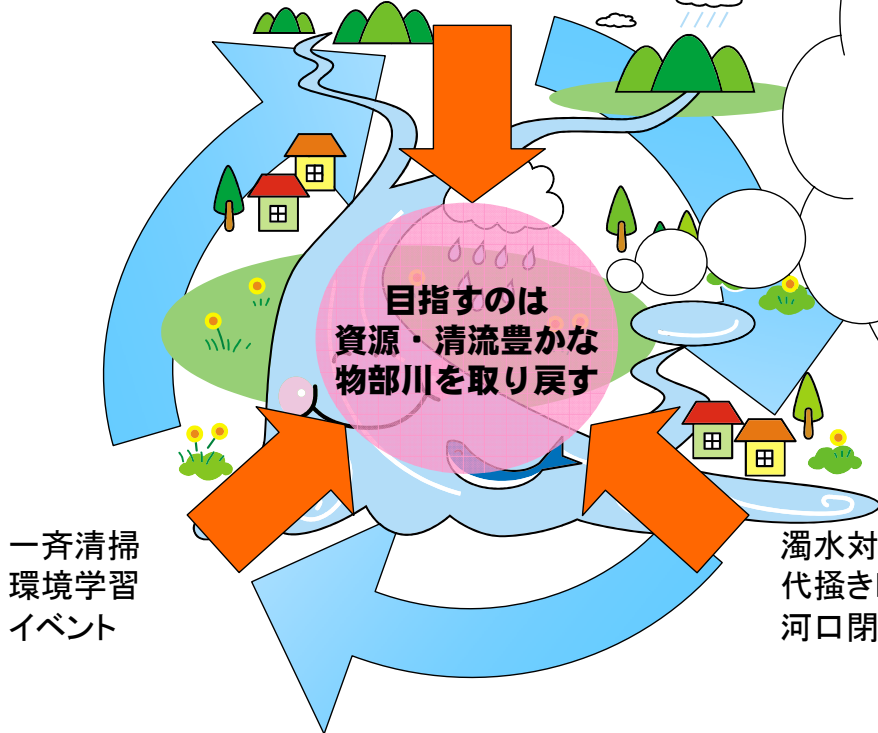 目指すのは
資源・清流豊かな
物部川を取り戻す
一斉清掃
環境学習
イベント
濁水対
代掻き
河口閉